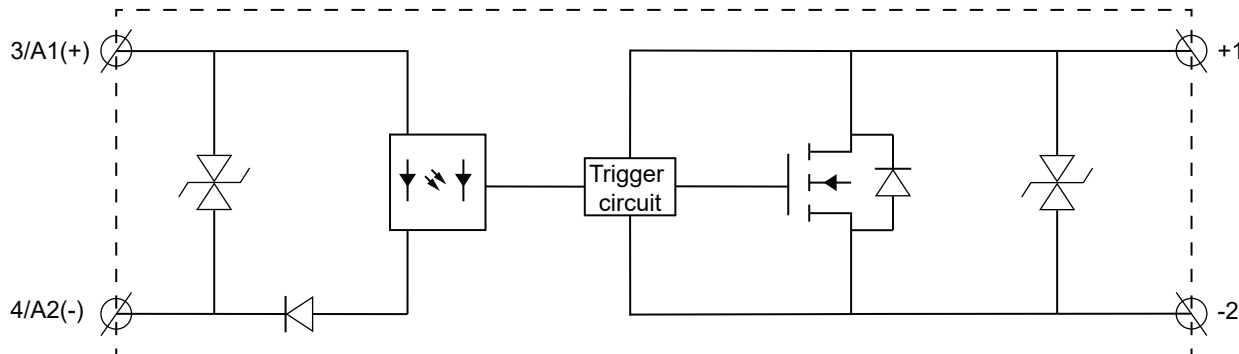 3/A1(+)
+1
Trigger
circuit
4/A2(-)
-2